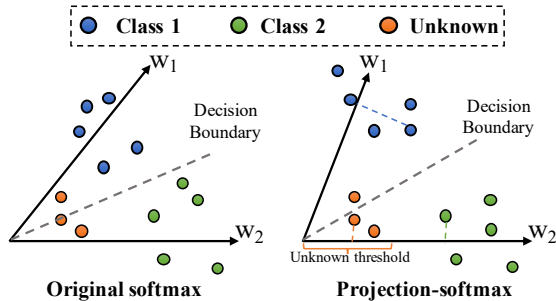 Class 1 Class 2 Unknown
W1 W1
Decision
Boundary
Decision
Boundary
W2 W2
Unknown threshold
Original softmax Projection-softmax